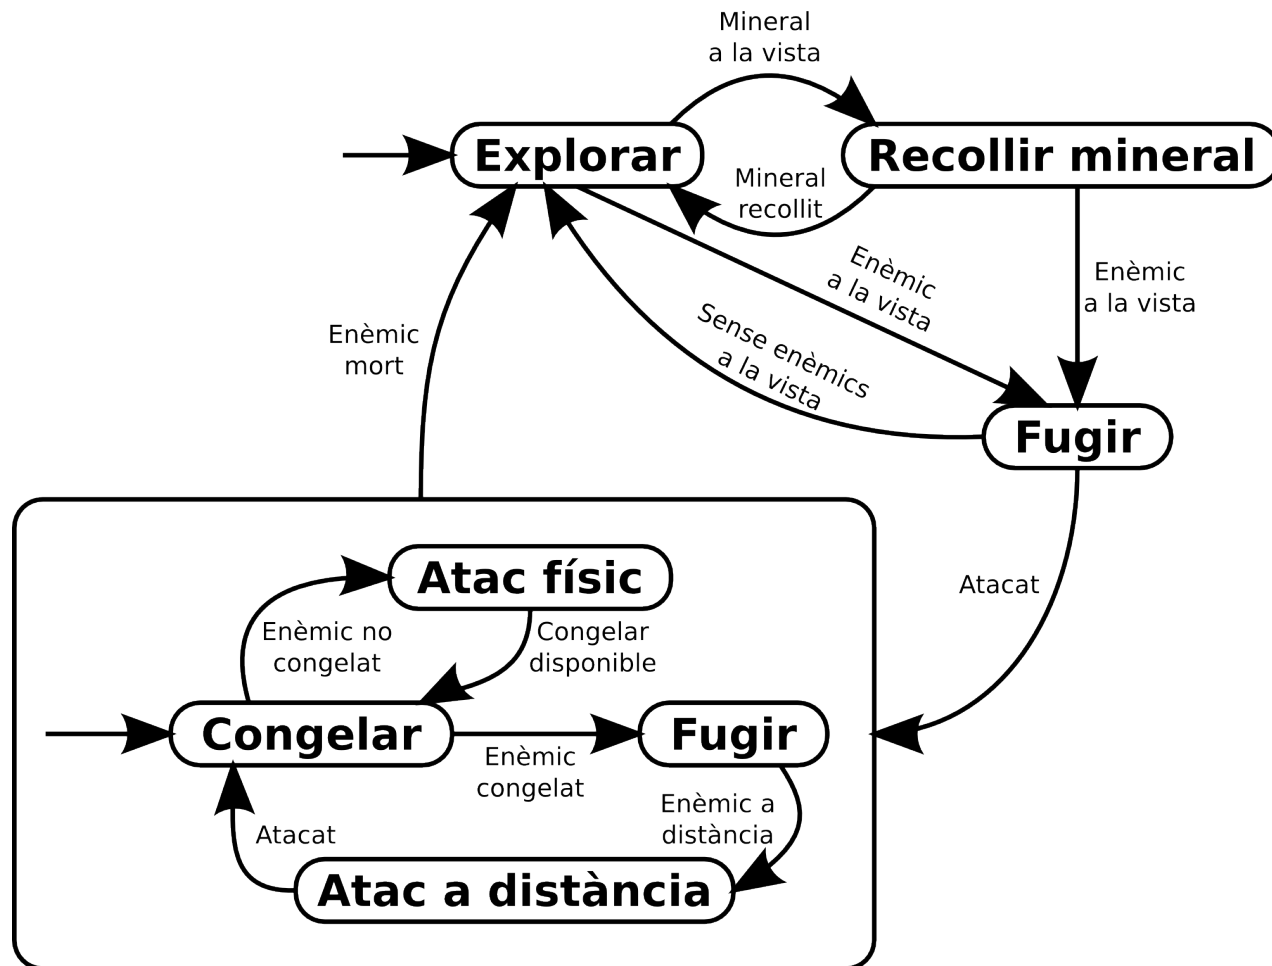 Mineral
a la vista
Explorar
Recollir mineral
Mineral
recollit
Enèmic
a la vista
Enèmic
a la vista
Sense enèmics
a la vista
Enèmic
mort
Fugir
Atacat
Atac físic
Enèmic no
congelat
Congelar
disponible
Congelar
Fugir
Enèmic
congelat
Enèmic a
distància
Atacat
Atac a distància